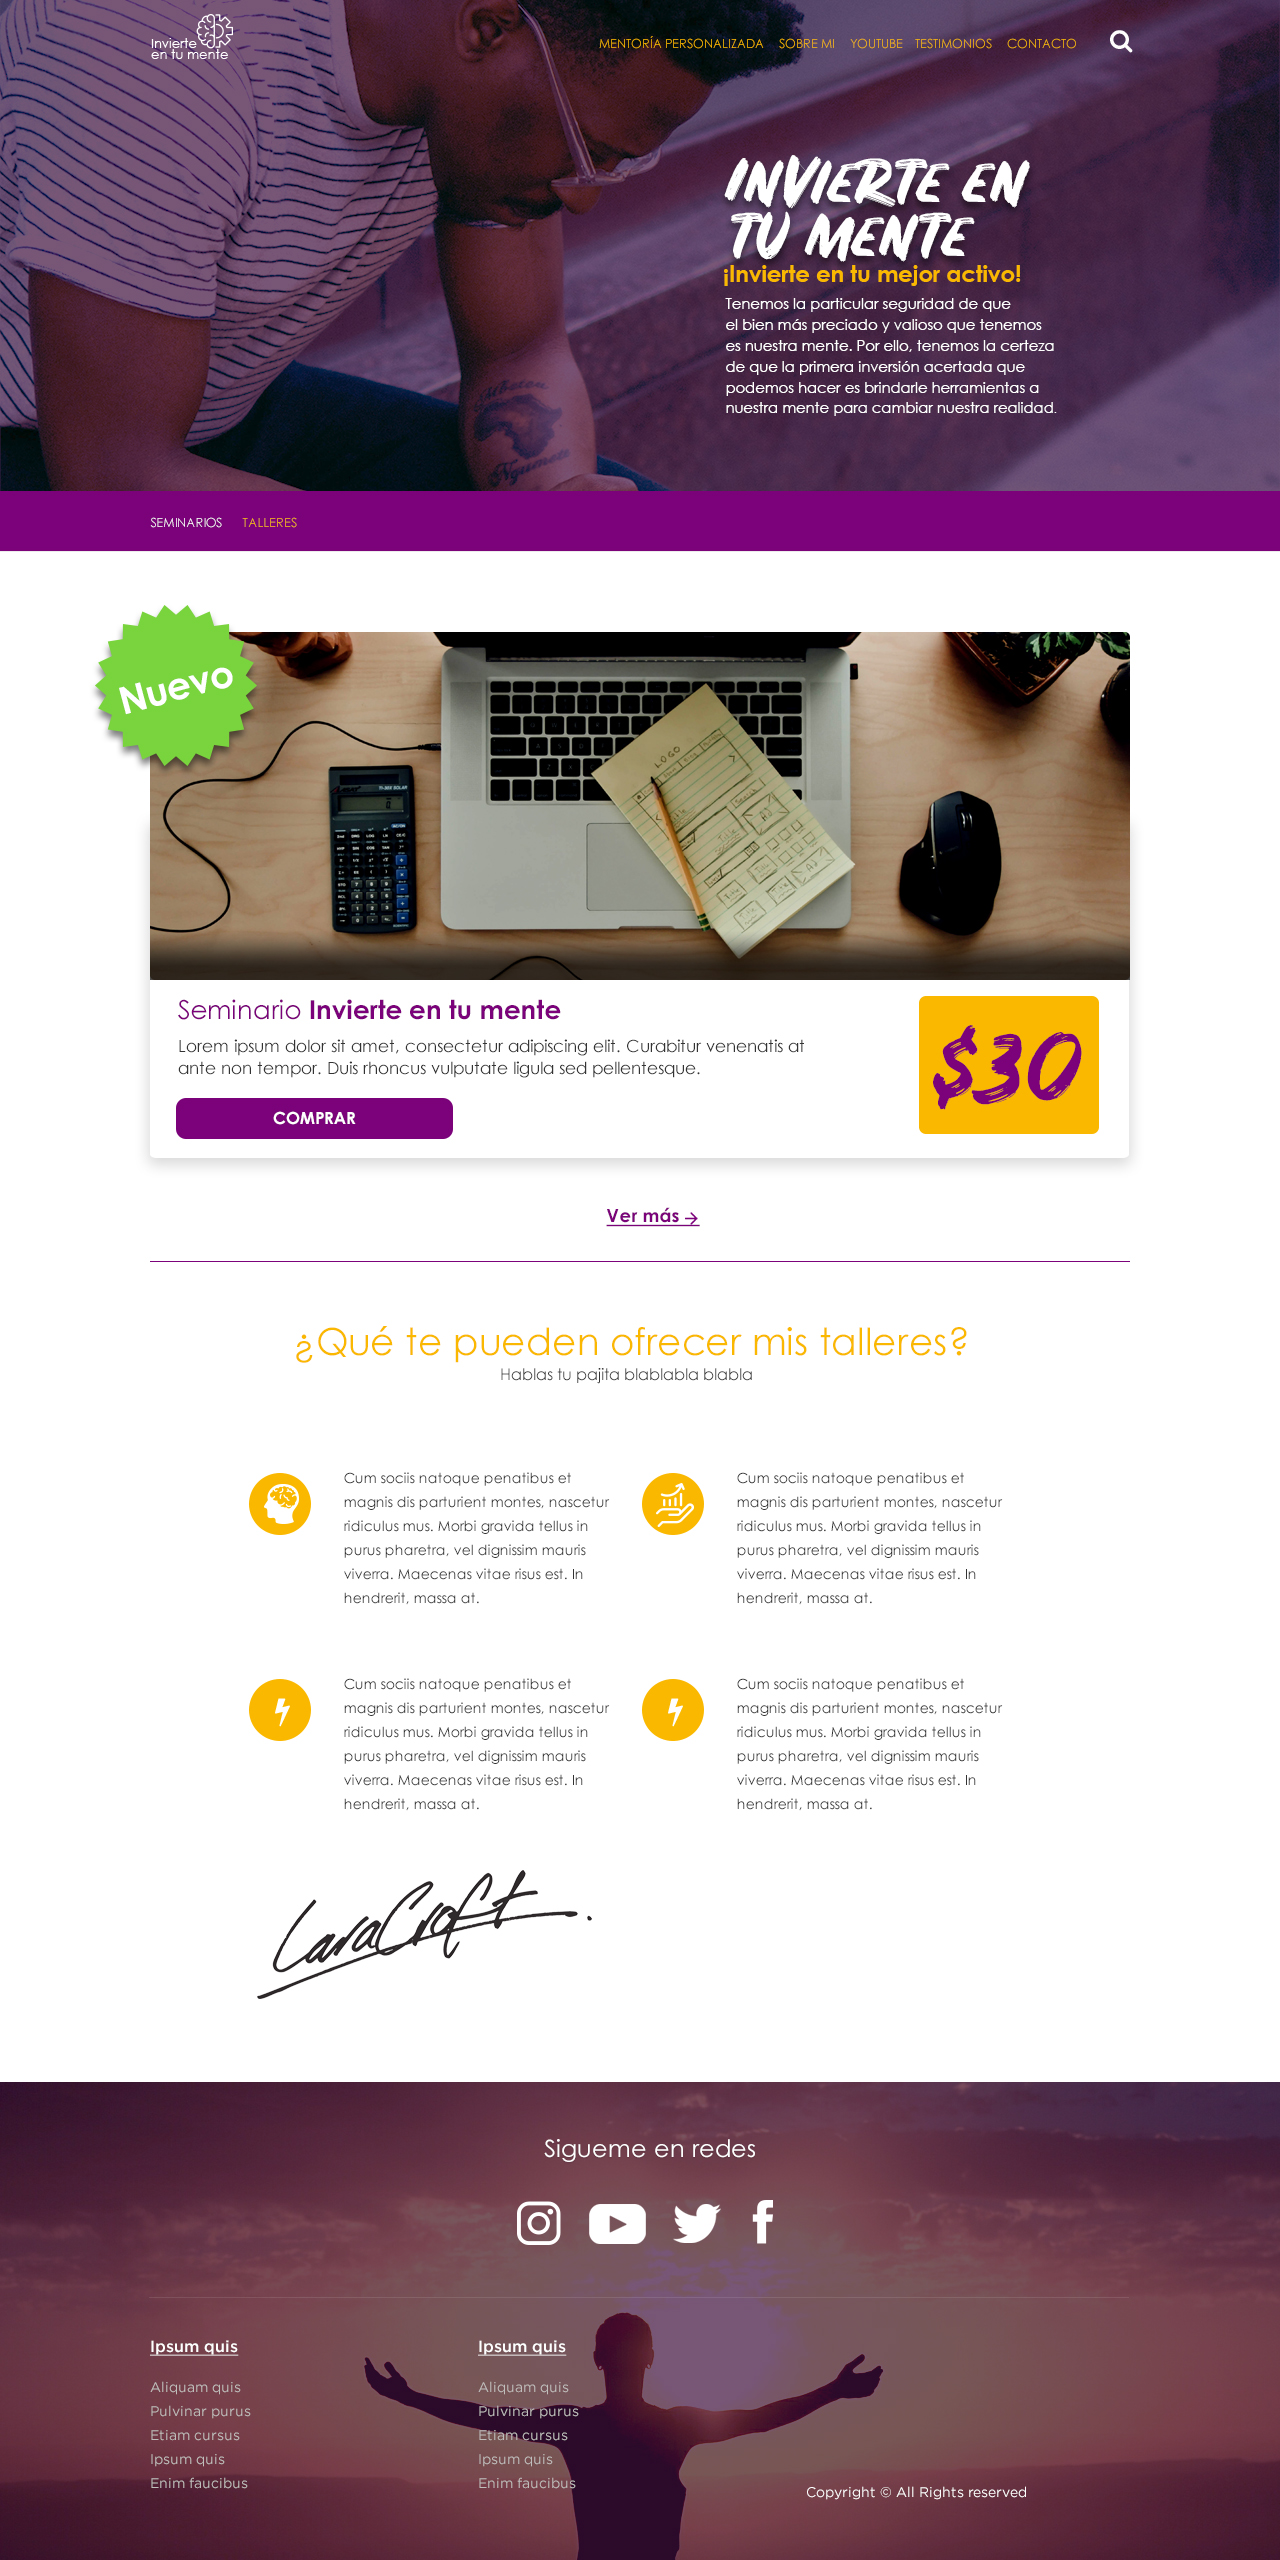 Invierte
en tu mente
MENTORÍA PERSONALIZADA SOBRE MI YOUTUBE TESTIMONIOS CONTACTO
INVIERTE EN
TU MENTE
¡Invierte en tu mejor activo!
Tenemos la particular seguridad de que
el bien más preciado y valioso que tenemos
es nuestra mente. Por ello, tenemos la certeza
de que la primera inversión acertada que
podemos hacer es brindarle herramientas a
nuestra mente para cambiar nuestra realidad.
SEMINARIOS TALLERES
Nuevo
LOGO
Seminario Invierte en tu mente
Lorem ipsum dolor sit amet, consectetur adipiscing elit. Curabitur venenatis at
ante non tempor. Duis rhoncus vulputate ligula sed pellentesque.
$30
COMPRAR
Ver más →
¿Qué te pueden ofrecer mis talleres?
Hablas tu pajita blablabla blabla
Cum sociis natoque penatibus et
magnis dis parturient montes, nascetur
ridiculus mus. Morbi gravida tellus in
purus pharetra, vel dignissim mauris
viverra. Maecenas vitae risus est. In
hendrerit, massa at.
Cum sociis natoque penatibus et
magnis dis parturient montes, nascetur
ridiculus mus. Morbi gravida tellus in
purus pharetra, vel dignissim mauris
viverra. Maecenas vitae risus est. In
hendrerit, massa at.
Cum sociis natoque penatibus et
magnis dis parturient montes, nascetur
ridiculus mus. Morbi gravida tellus in
purus pharetra, vel dignissim mauris
viverra. Maecenas vitae risus est. In
hendrerit, massa at.
Cum sociis natoque penatibus et
magnis dis parturient montes, nascetur
ridiculus mus. Morbi gravida tellus in
purus pharetra, vel dignissim mauris
viverra. Maecenas vitae risus est. In
hendrerit, massa at.
LaraCroft.
Sigueme en redes
Ipsum quis
Aliquam quis
Pulvinar purus
Etiam cursus
Ipsum quis
Enim faucibus
Ipsum quis
Aliquam quis
Pulvinar purus
Etiam cursus
Ipsum quis
Enim faucibus
Copyright © All Rights reserved